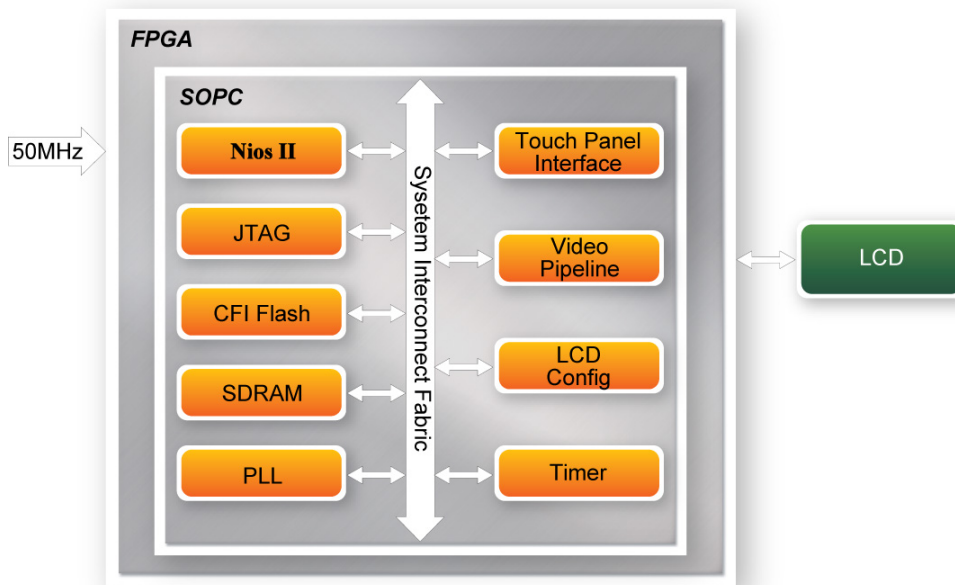 FPGA
SOPC
50MHz
Nios II
JTAG
CFI Flash
SDRAM
PLL
Sysetem Interconnect Fabric
Touch Panel
Interface
Video
Pipeline
LCD
Config
Timer
LCD